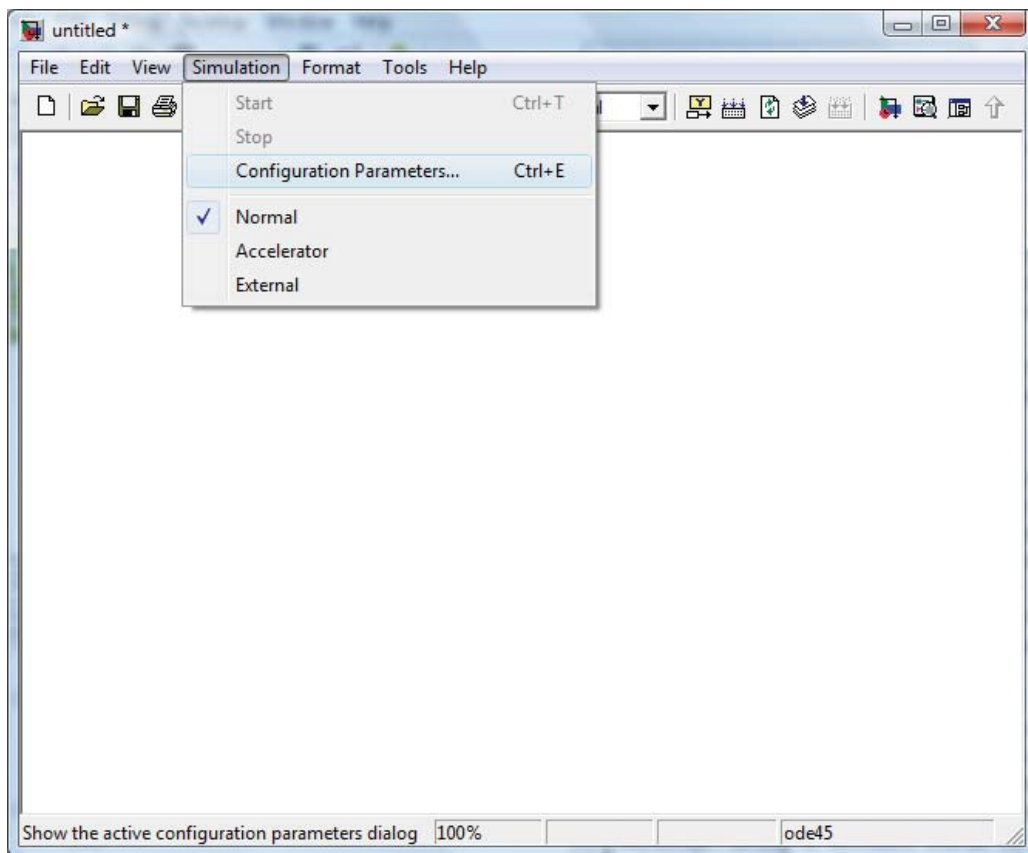 untitled *
File Edit View Simulation Format Tools Help
Start Ctrl+T
Stop
Configuration Parameters... Ctrl+E
Normal
Accelerator
External
Show the active configuration parameters dialog 100% ode45